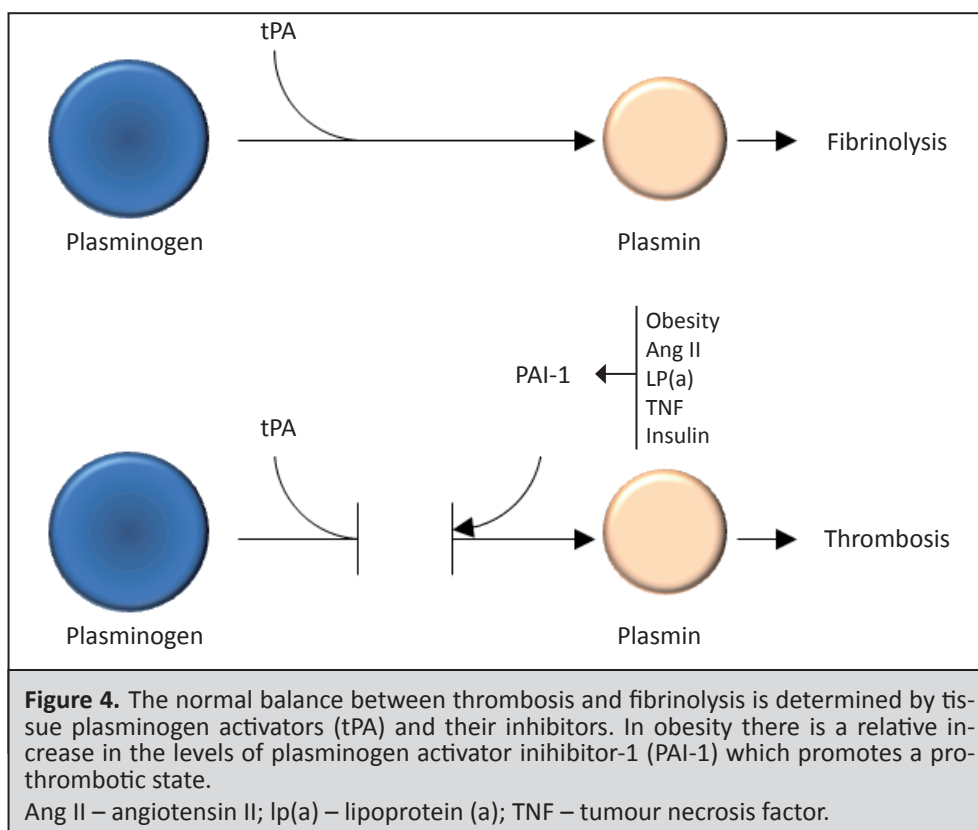 tPA
Fibrinolysis
Plasminogen
Plasmin
Obesity
Ang II
PAI-1
LP(a)
TNF
Insulin
tPA
Thrombosis
Plasminogen
Plasmin
Figure 4. The normal balance between thrombosis and fibrinolysis is determined by tis-
sue plasminogen activators (tPA) and their inhibitors. In obesity there is a relative in-
crease in the levels of plasminogen activator inihibitor-1 (PAI-1) which promotes a pro-
thrombotic state.
Ang II – angiotensin II; lp(a) – lipoprotein (a); TNF – tumour necrosis factor.